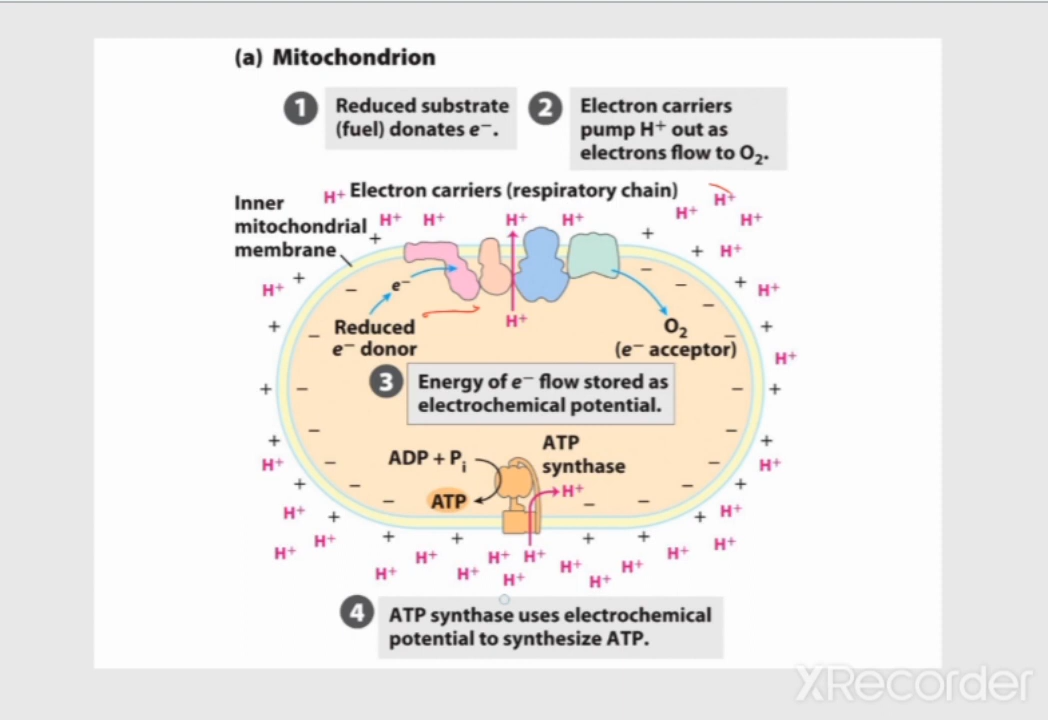 (a) Mitochondrion
1 Reduced substrate
(fuel) donates e⁻.
2 Electron carriers
pump H⁺ out as
electrons flow to O₂.
Electron carriers (respiratory chain)
Inner
mitochondrial
membrane
H⁺ H⁺ H⁺ H⁺ H⁺ H⁺ H⁺ H⁺ H⁺
+ + +
H⁺ + + H⁺
e⁻
H⁺
Reduced
e⁻ donor
O₂
(e⁻ acceptor)
+ + H⁺
3 Energy of e⁻ flow stored as
electrochemical potential.
+ +
ADP + Pᵢ
ATP
ATP
synthase
H⁺
+ +
H⁺ H⁺
+ +
H⁺ + + H⁺
H⁺ H⁺ + + + + H⁺ H⁺
H⁺ H⁺ H⁺ H⁺ H⁺ H⁺ H⁺ H⁺ H⁺
4 ATP synthase uses electrochemical
potential to synthesize ATP.
XRecorder